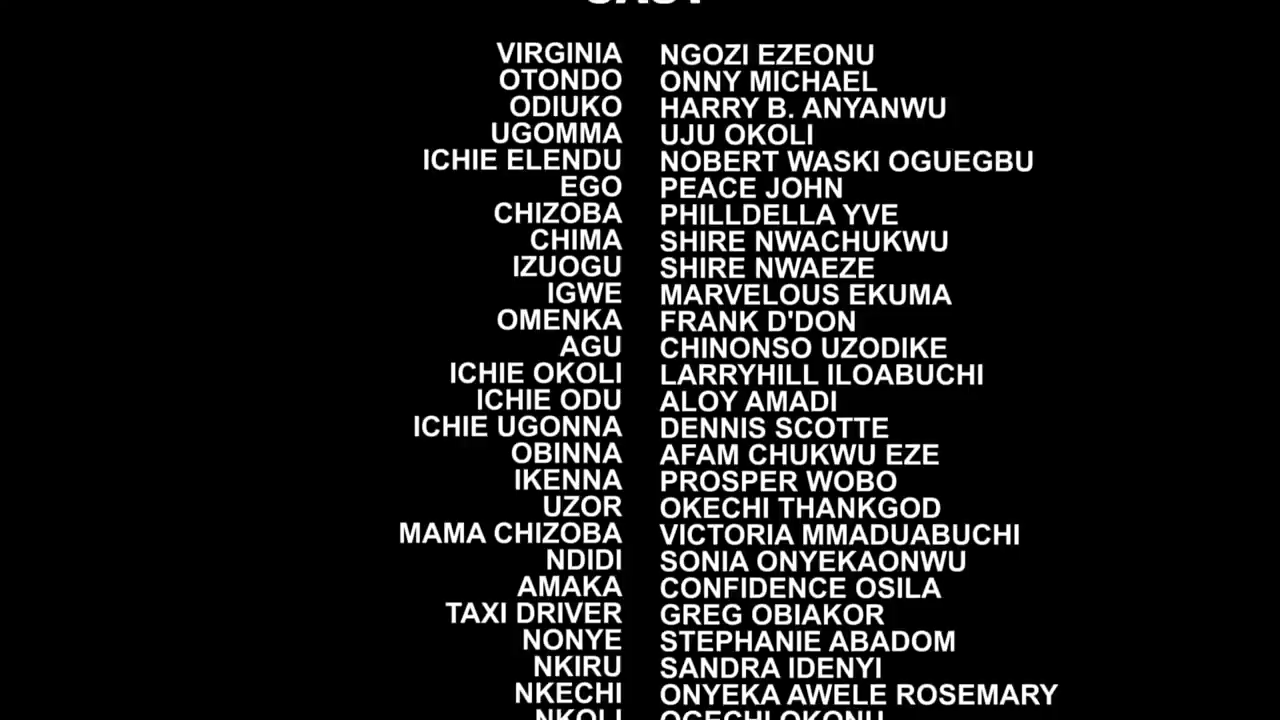 CAST
VIRGINIA NGOZI EZEONU
OTONDO ONNY MICHAEL
ODIUKO HARRY B. ANYANWU
UGOMMA UJU OKOLI
ICHIE ELENDU NOBERT WASKI OGUEGBU
EGO PEACE JOHN
CHIZOBA PHILLDELLA YVE
CHIMA SHIRE NWACHUKWU
IZUOGU SHIRE NWAEZE
IGWE MARVELOUS EKUMA
OMENKA FRANK D'DON
AGU CHINONSO UZODIKE
ICHIE OKOLI LARRYHILL ILOABUCHI
ICHIE ODU ALOY AMADI
ICHIE UGONNA DENNIS SCOTTE
OBINNA AFAM CHUKWU EZE
IKENNA PROSPER WOBO
UZOR OKECHI THANKGOD
MAMA CHIZOBA VICTORIA MMADUABUCHI
NDIDI SONIA ONYEKAONWU
AMAKA CONFIDENCE OSILA
TAXI DRIVER GREG OBIAKOR
NONYE STEPHANIE ABADOM
NKIRU SANDRA IDENYI
NKECHI ONYEKA AWELE ROSEMARY
NKOLI OGECHI OKONU